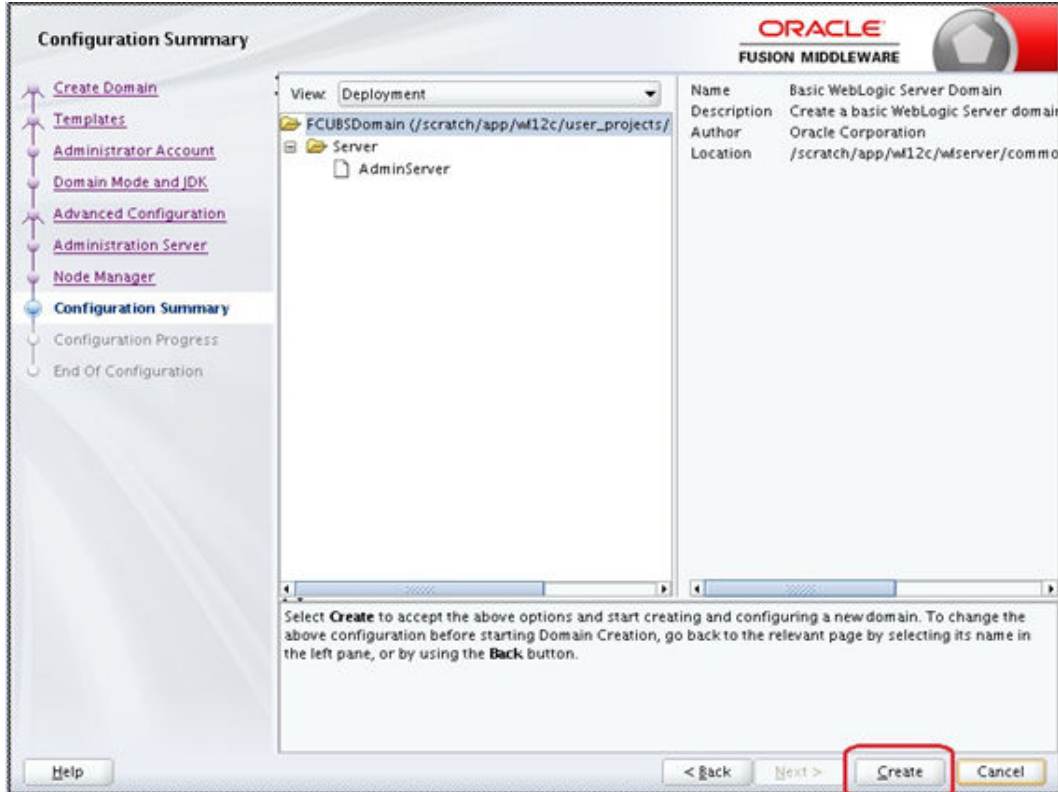 Configuration Summary
ORACLE
FUSION MIDDLEWARE
Create Domain
Templates
Administrator Account
Domain Mode and JDK
Advanced Configuration
Administration Server
Node Manager
Configuration Summary
Configuration Progress
End Of Configuration
View: Deployment
FCUBSDomain (/scratch/app/wl12c/user_projects/
Server
AdminServer
Name Basic WebLogic Server Domain
Description Create a basic WebLogic Server domain
Author Oracle Corporation
Location /scratch/app/wl12c/wlserver/commo
Select Create to accept the above options and start creating and configuring a new domain. To change the
above configuration before starting Domain Creation, go back to the relevant page by selecting its name in
the left pane, or by using the Back button.
Help
< Back
Next >
Create
Cancel